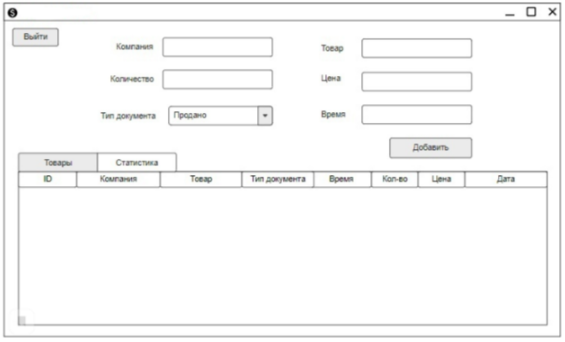 Выйти
Компания
Товар
Количество
Цена
Тип документа
Продано
Время
Добавить
Товары
Статистика
ID Компания Товар Тип документа Время Кол-во Цена Дата